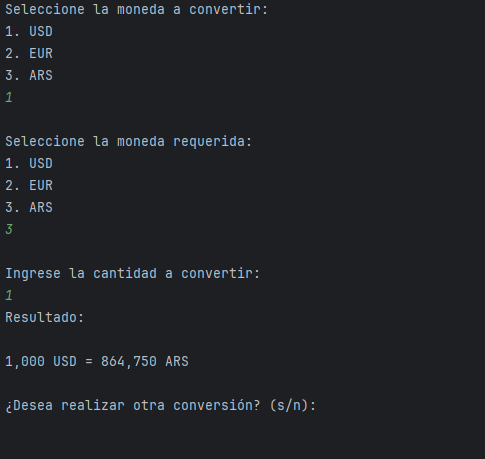 Seleccione la moneda a convertir:
1. USD
2. EUR
3. ARS
1
Seleccione la moneda requerida:
1. USD
2. EUR
3. ARS
3
Ingrese la cantidad a convertir:
1
Resultado:
1,000 USD = 864,750 ARS
¿Desea realizar otra conversión? (s/n):